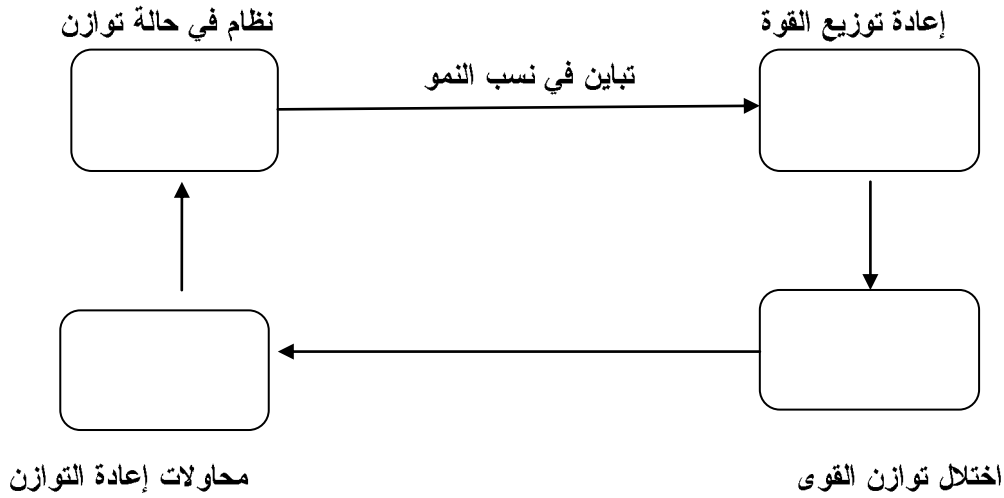 نظام في حالة توازن
إعادة توزيع القوة
تباين في نسب النمو
اختلال توازن القوى
محاولات إعادة التوازن